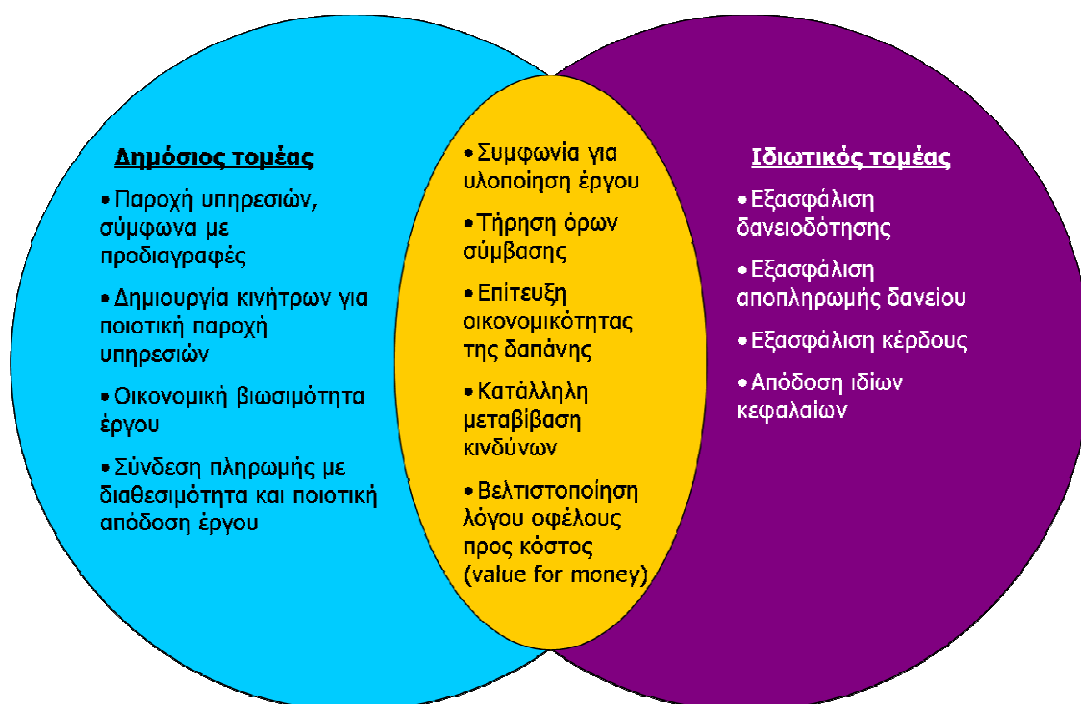 Δημόσιος τομέας
•Παροχή υπηρεσιών,
σύμφωνα με
προδιαγραφές
•Δημιουργία κινήτρων για
ποιοτική παροχή
υπηρεσιών
•Οικονομική βιωσιμότητα
έργου
•Σύνδεση πληρωμής με
διαθεσιμότητα και ποιοτική
απόδοση έργου
•Συμφωνία για
υλοποίηση έργου
•Τήρηση όρων
σύμβασης
•Επίτευξη
οικονομικότητας
της δαπάνης
•Κατάλληλη
μεταβίβαση
κινδύνων
•Βελτιστοποίηση
λόγου οφέλους
προς κόστος
(value for money)
Ιδιωτικός τομέας
•Εξασφάλιση
δανειοδότησης
•Εξασφάλιση
αποπληρωμής δανείου
•Εξασφάλιση κέρδους
•Απόδοση ιδίων
κεφαλαίων